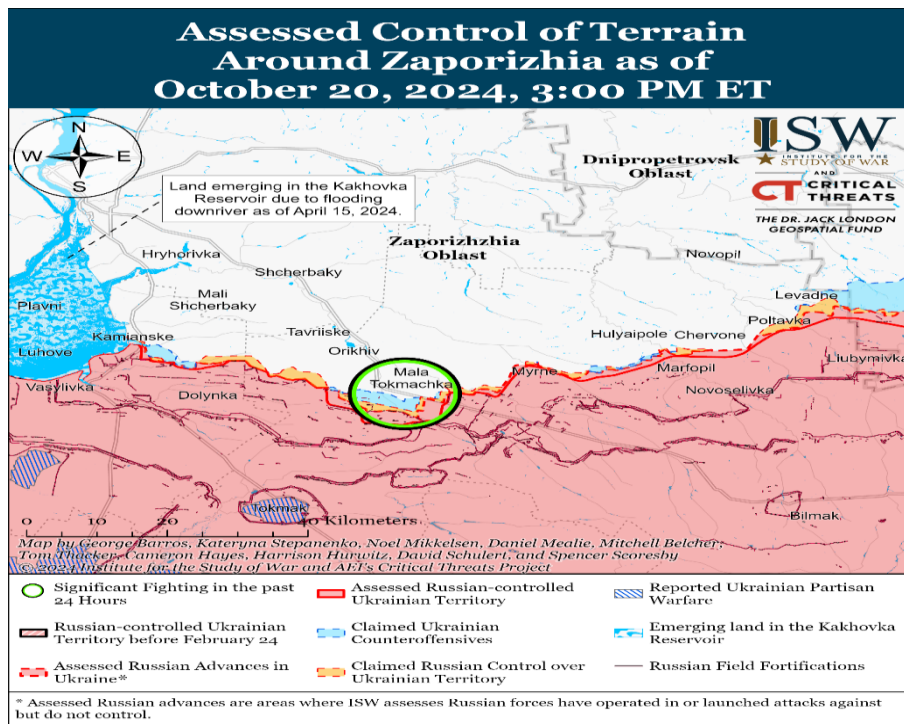 Assessed Control of Terrain
Around Zaporizhia as of
October 20, 2024, 3:00 PM ET
N
W
E
S
ISW
INSTITUTE FOR THE
STUDY OF WAR
AND
CT CRITICAL
THREATS
THE DR. JACK LONDON
GEOSPATIAL FUND
Dnipropetrovsk
Oblast
Land emerging in the Kakhovka
Reservoir due to flooding
downriver as of April 15, 2024.
Zaporizhzhia
Oblast
Hryhorivka
Novopil
Shcherbaky
Mali
Shcherbaky
Levadne
Plavni
Poltavka
Kamianske
Tavriiske
Hulyaipole
Chervone
Orikhiv
Luhove
Liubymivka
Mala
Tokmachka
Myrne
Marfopil
Vasylivka
Dolynka
Novoselivka
Tokmak
Bilmak
0 10 20 40 Kilometers
Map by George Barros, Kateryna Stepanenko, Noel Mikkelsen, Daniel Mealie, Mitchell Belcher,
Tom Thacker, Cameron Hayes, Harrison Hurwitz, David Schulert, and Spencer Scoresby
© 2024 Institute for the Study of War and AEI's Critical Threats Project
Significant Fighting in the past
24 Hours
Assessed Russian-controlled
Ukrainian Territory
Reported Ukrainian Partisan
Warfare
Russian-controlled Ukrainian
Territory before February 24
Claimed Ukrainian
Counteroffensives
Emerging land in the Kakhovka
Reservoir
Assessed Russian Advances in
Ukraine*
Claimed Russian Control over
Ukrainian Territory
Russian Field Fortifications
* Assessed Russian advances are areas where ISW assesses Russian forces have operated in or launched attacks against
but do not control.